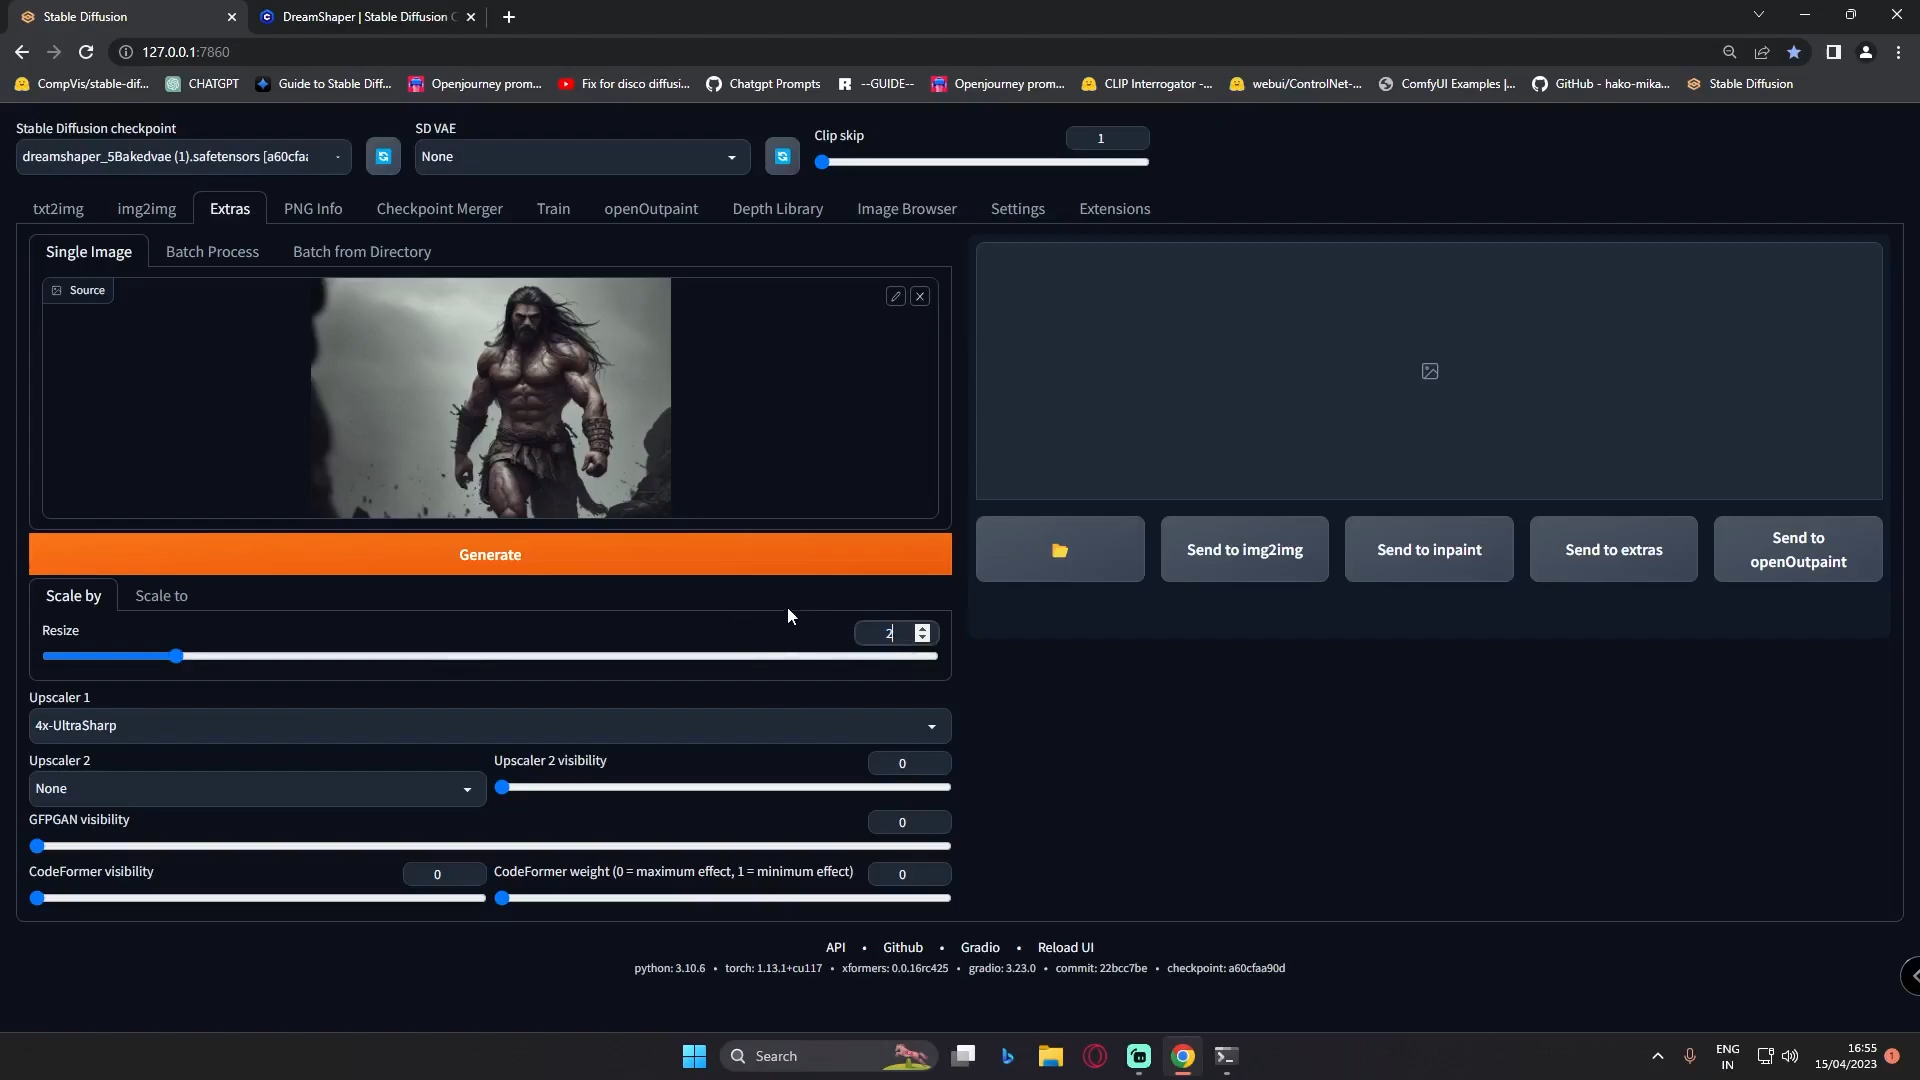 Stable Diffusion
DreamShaper | Stable Diffusion C
127.0.0.1:7860
CompVis/stable-dif...
CHATGPT
Guide to Stable Diff...
Openjourney prom...
Fix for disco diffusi...
Chatgpt Prompts
--GUIDE--
Openjourney prom...
CLIP Interrogator -...
webui/ControlNet-...
ComfyUI Examples |...
GitHub - hako-mika...
Stable Diffusion
Stable Diffusion checkpoint
SD VAE
Clip skip
1
dreamshaper_5Bakedvae (1).safetensors [a60cfa
None
txt2img
img2img
Extras
PNG Info
Checkpoint Merger
Train
openOutpaint
Depth Library
Image Browser
Settings
Extensions
Single Image
Batch Process
Batch from Directory
Source
Generate
Send to img2img
Send to inpaint
Send to extras
Send to
openOutpaint
Scale by
Scale to
Resize
2
Upscaler 1
4x-UltraSharp
Upscaler 2
Upscaler 2 visibility
0
None
GFPGAN visibility
0
CodeFormer visibility
0
CodeFormer weight (0 = maximum effect, 1 = minimum effect)
0
API • Github • Gradio • Reload UI
python: 3.10.6 • torch: 1.13.1+cu117 • xformers: 0.0.16rc425 • gradio: 3.23.0 • commit: 22bcc7be • checkpoint: a60cfaa90d
Search
ENG
IN
16:55
15/04/2023
1